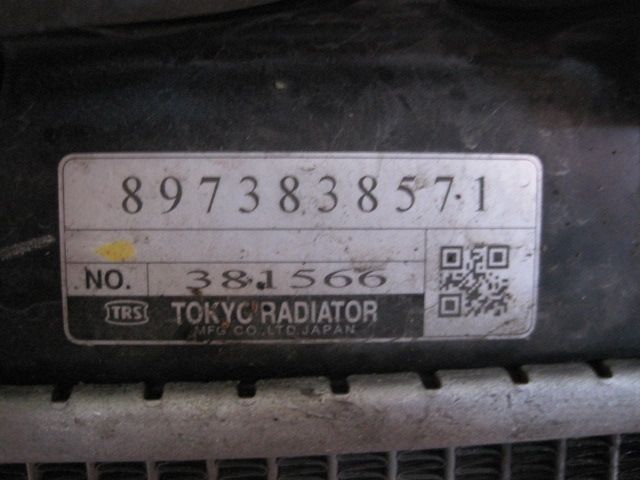 8973838571
NO. 381566
TRS TOKYO RADIATOR
MFG CO.,LTD.JAPAN